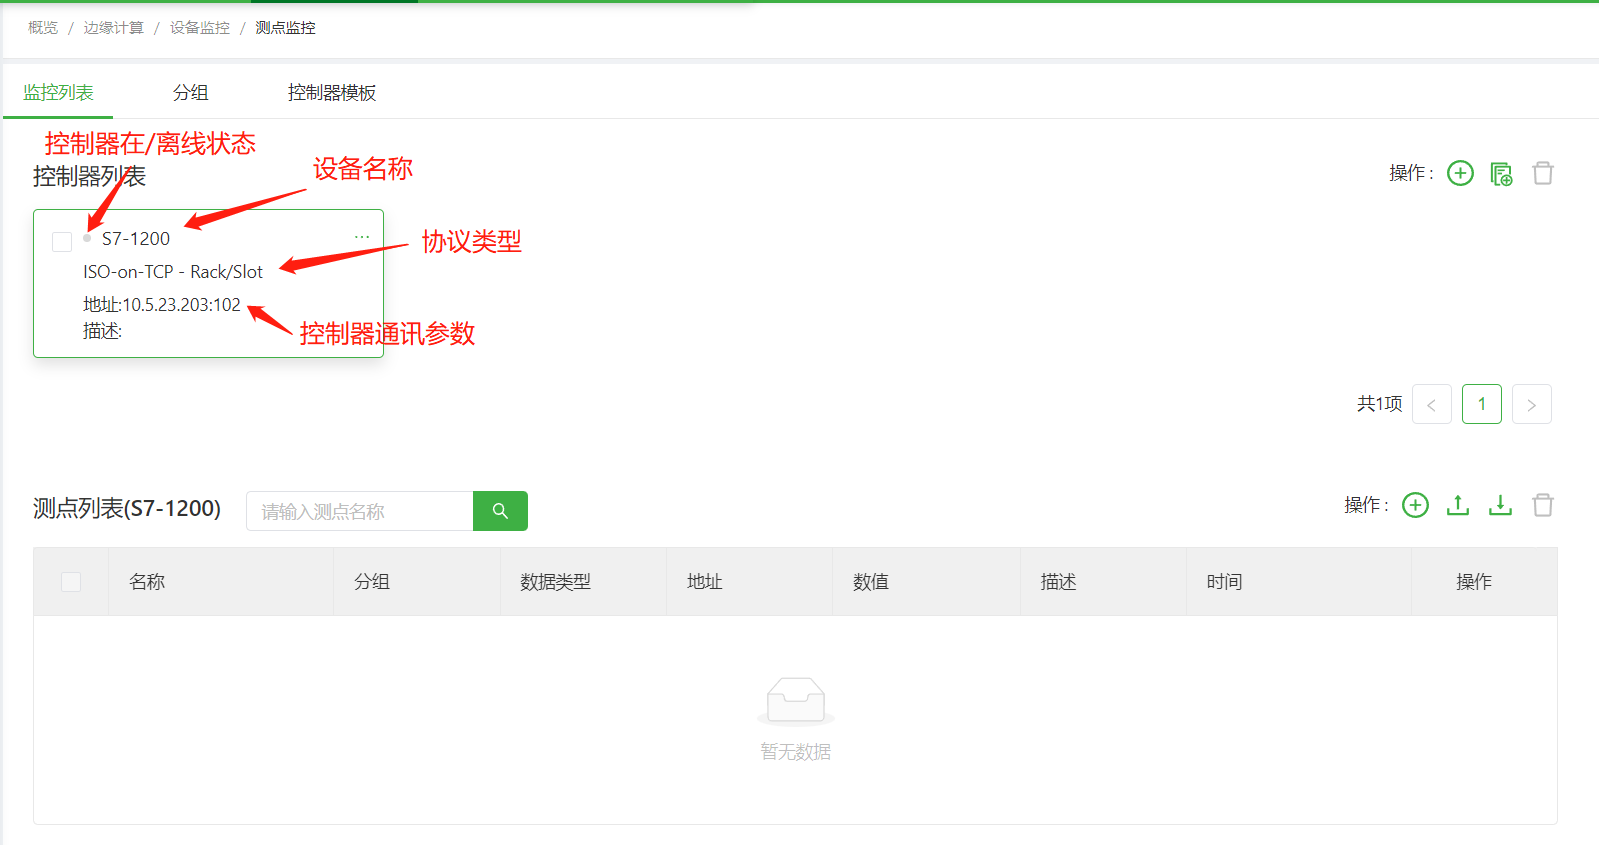 概览 / 边缘计算 / 设备监控 / 测点监控
监控列表 分组 控制器模板
控制器在/离线状态
设备名称
控制器列表
操作 :
S7-1200 ···
协议类型
ISO-on-TCP - Rack/Slot
地址:10.5.23.203:102
描述:
控制器通讯参数
共1项 < 1 >
测点列表(S7-1200) 请输入测点名称 操作 :
名称 分组 数据类型 地址 数值 描述 时间 操作
暂无数据